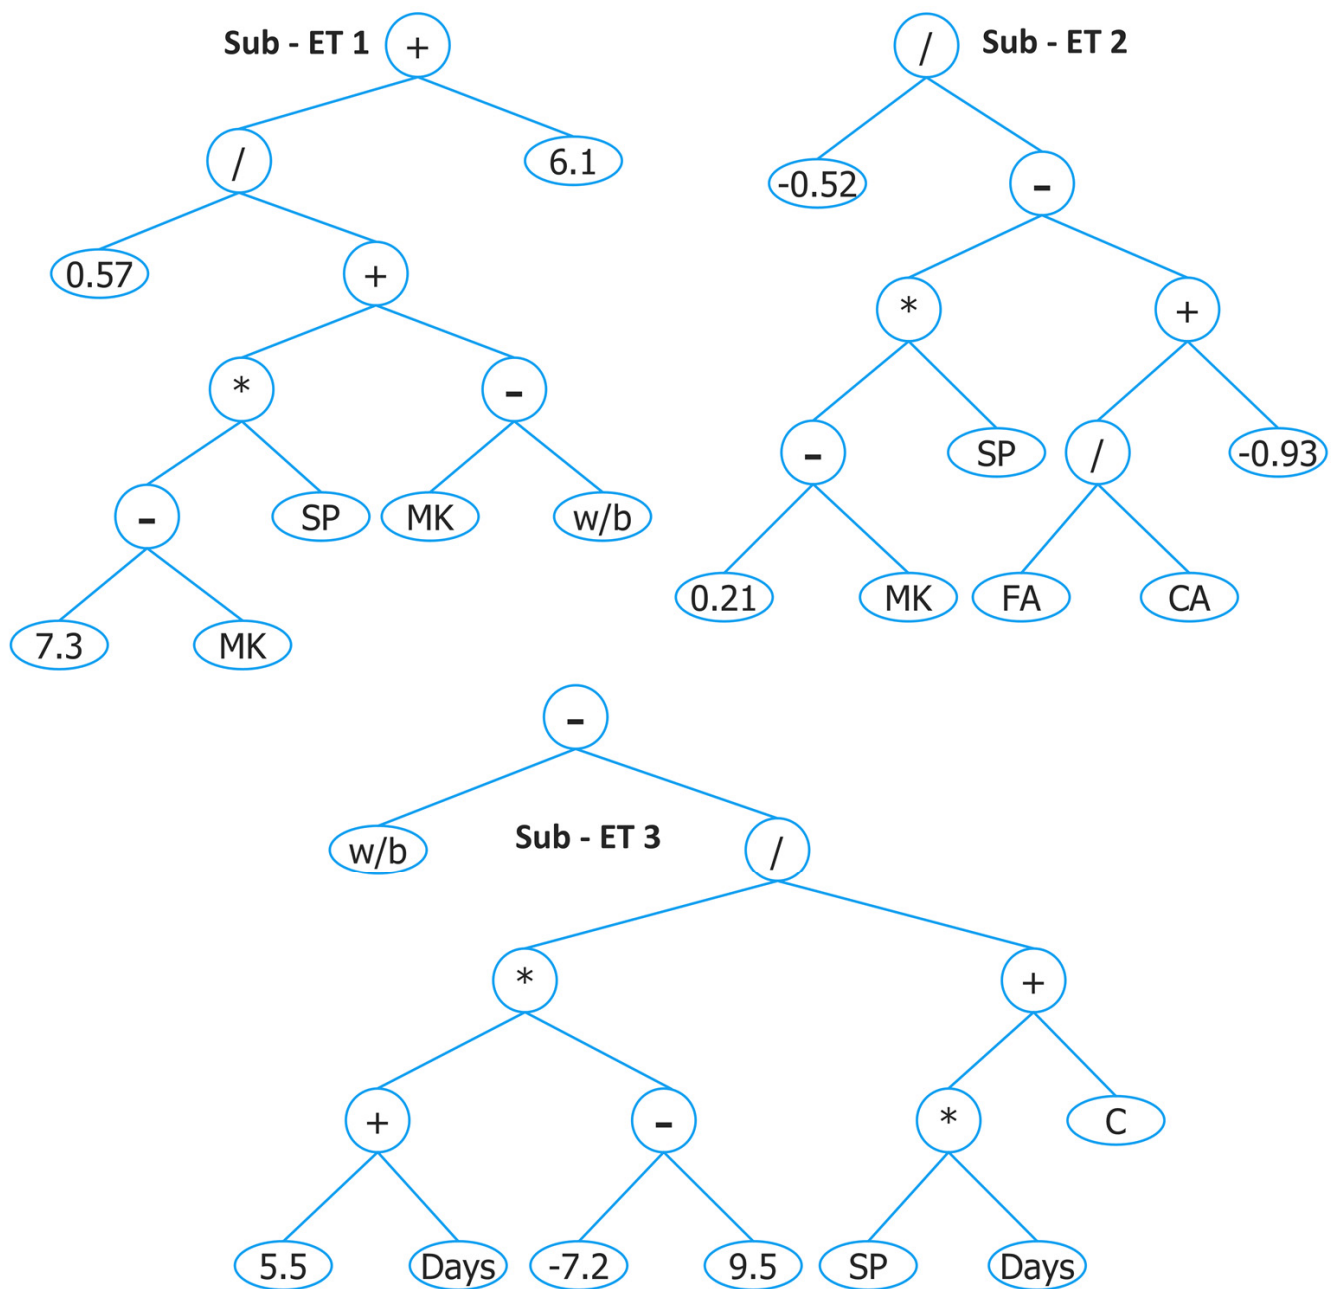 Sub - ET 1
+
/
6.1
0.57
+
*
-
-
SP
MK
w/b
7.3
MK
/
Sub - ET 2
-0.52
-
*
+
-
SP
/
-0.93
0.21
MK
FA
CA
-
w/b
Sub - ET 3
/
*
+
+
-
*
C
5.5
Days
-7.2
9.5
SP
Days